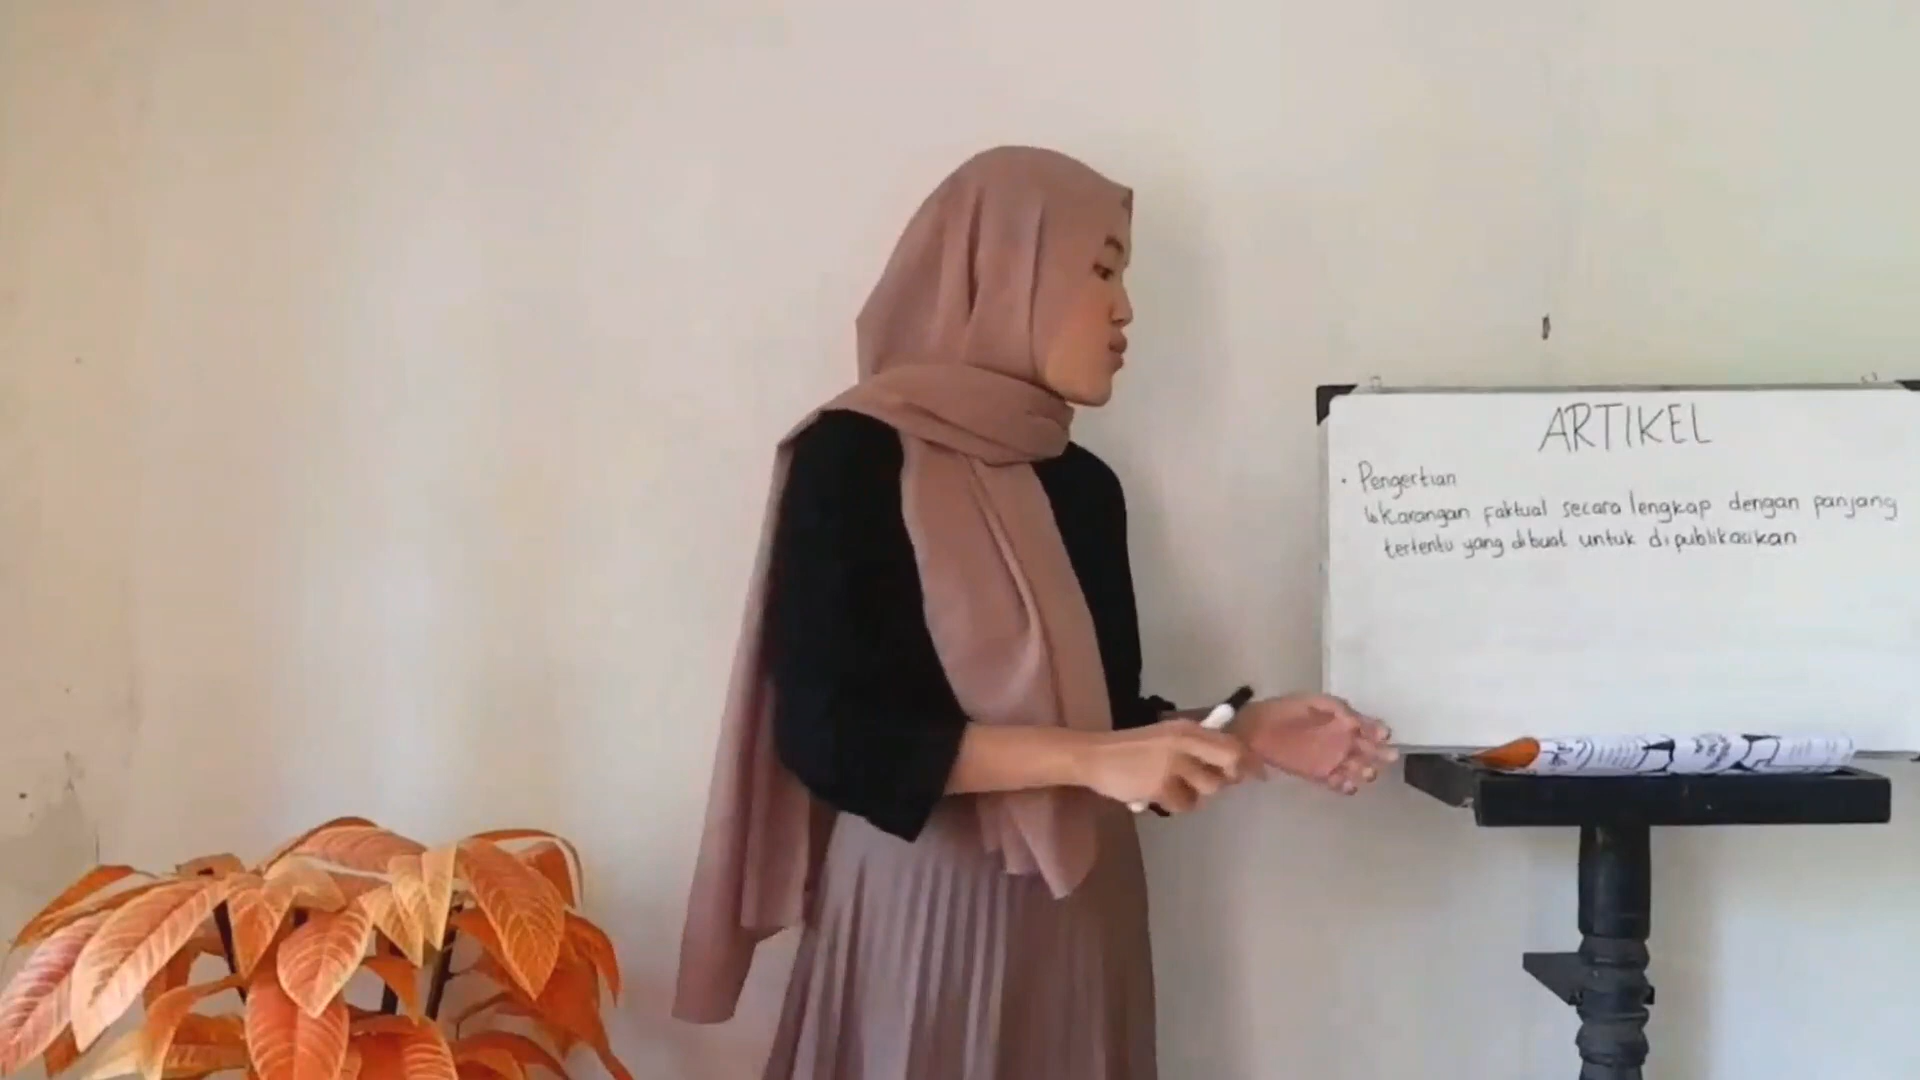 ARTIKEL
• Pengertian
↳ Karangan faktual secara lengkap dengan panjang
tertentu yang dibuat untuk dipublikasikan